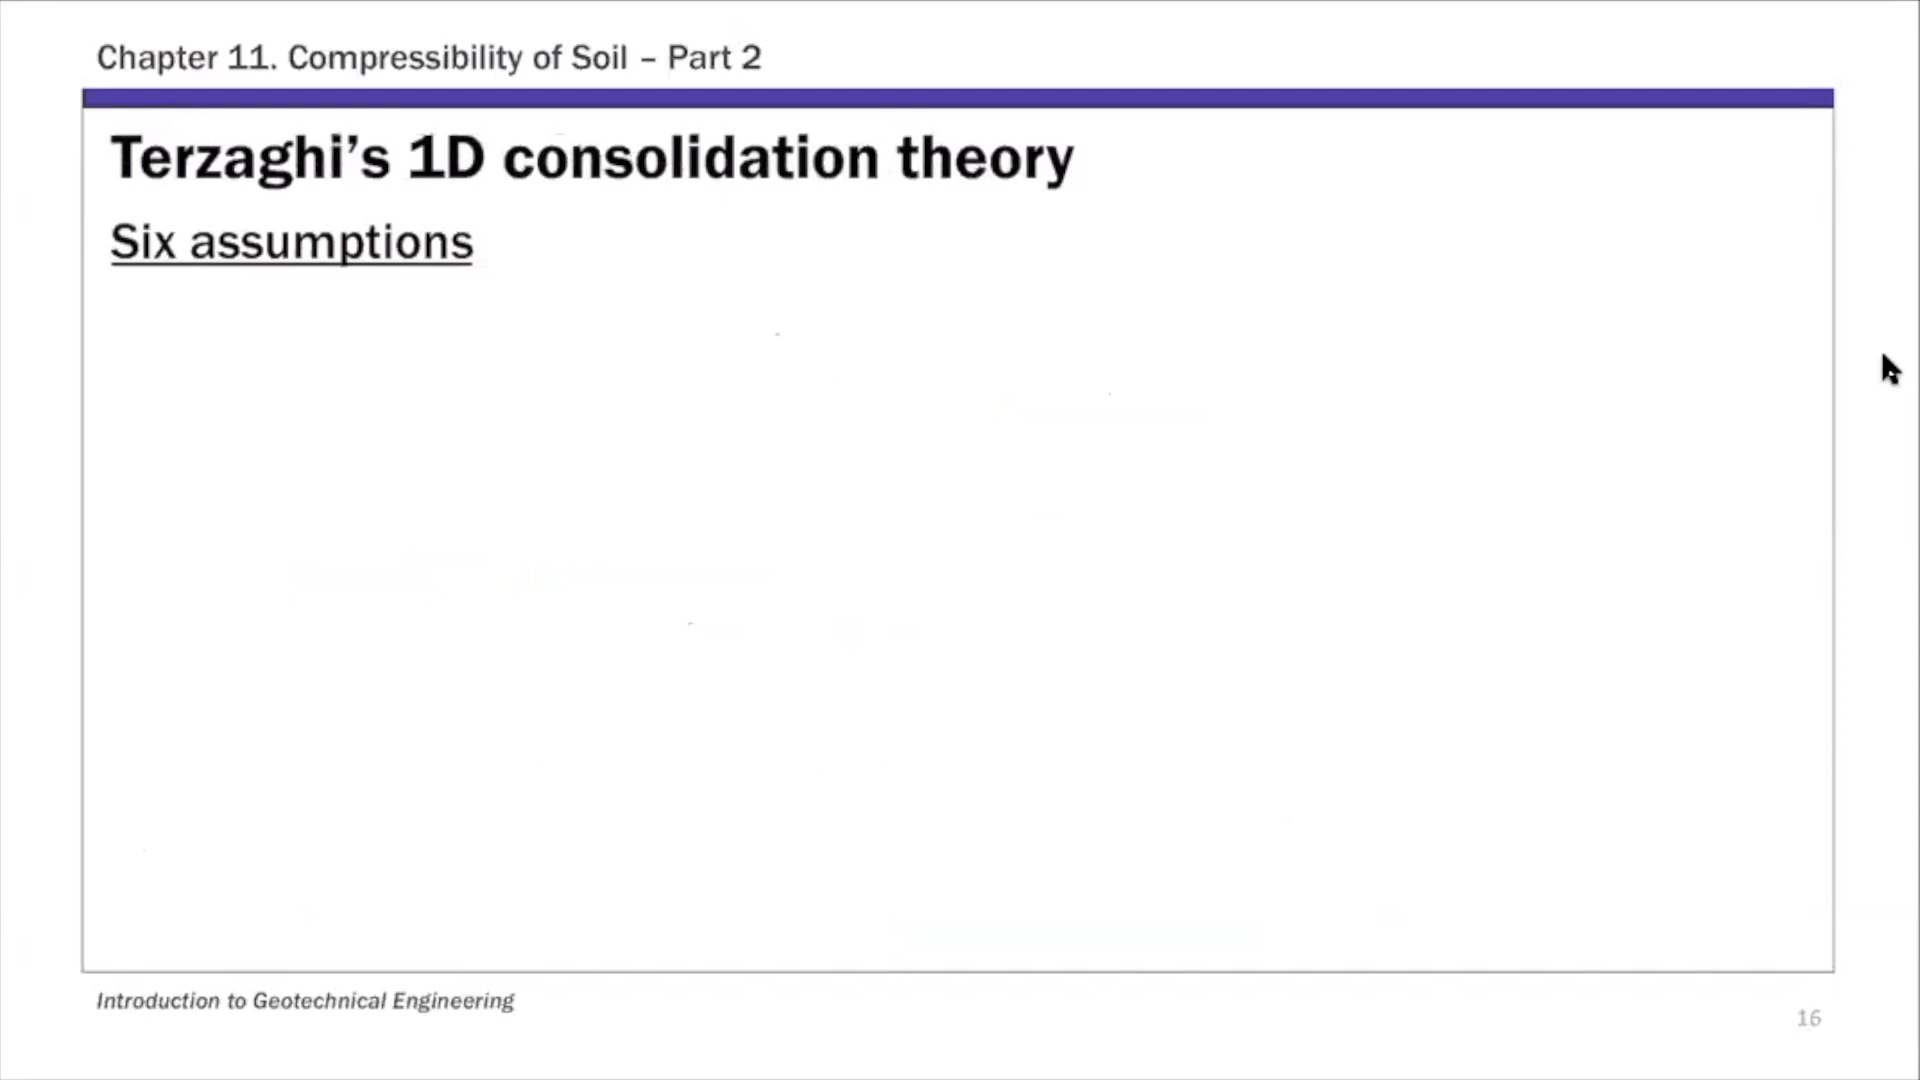 Chapter 11. Compressibility of Soil – Part 2
Terzaghi’s 1D consolidation theory
Six assumptions
Introduction to Geotechnical Engineering
16